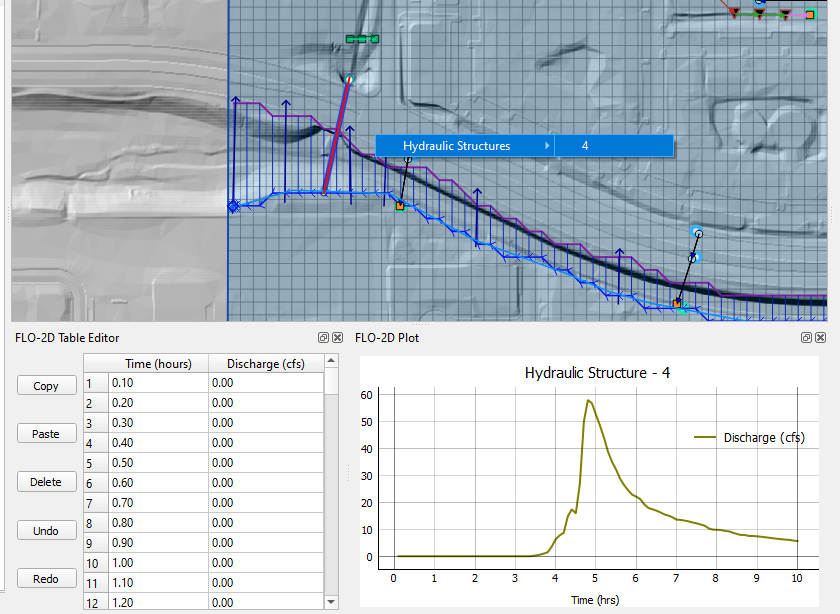 Hydraulic Structures 4
FLO-2D Table Editor
Time (hours) Discharge (cfs)
Copy
Paste
Delete
Undo
Redo
1 0.10 0.00
2 0.20 0.00
3 0.30 0.00
4 0.40 0.00
5 0.50 0.00
6 0.60 0.00
7 0.70 0.00
8 0.80 0.00
9 0.90 0.00
10 1.00 0.00
11 1.10 0.00
12 1.20 0.00
FLO-2D Plot
Hydraulic Structure - 4
60
50
40
30
20
10
0
Discharge (cfs)
0 1 2 3 4 5 6 7 8 9 10
Time (hrs)